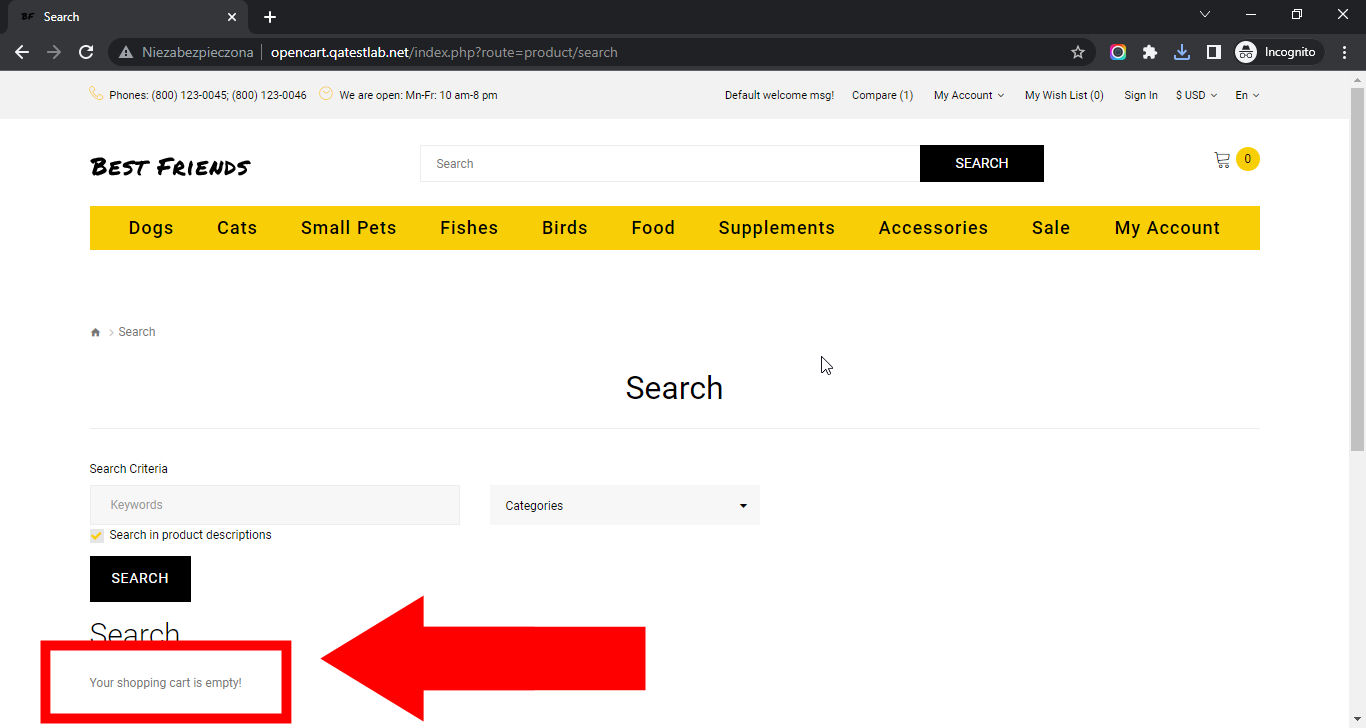 Search
Niezabezpieczona opencart.qatestlab.net/index.php?route=product/search Incognito
Phones: (800) 123-0045; (800) 123-0046 We are open: Mn-Fr: 10 am-8 pm Default welcome msg! Compare (1) My Account My Wish List (0) Sign In $ USD En
Best Friends Search SEARCH 0
Dogs Cats Small Pets Fishes Birds Food Supplements Accessories Sale My Account
Search
Search
Search Criteria
Keywords Categories
Search in product descriptions
SEARCH
Search
Your shopping cart is empty!